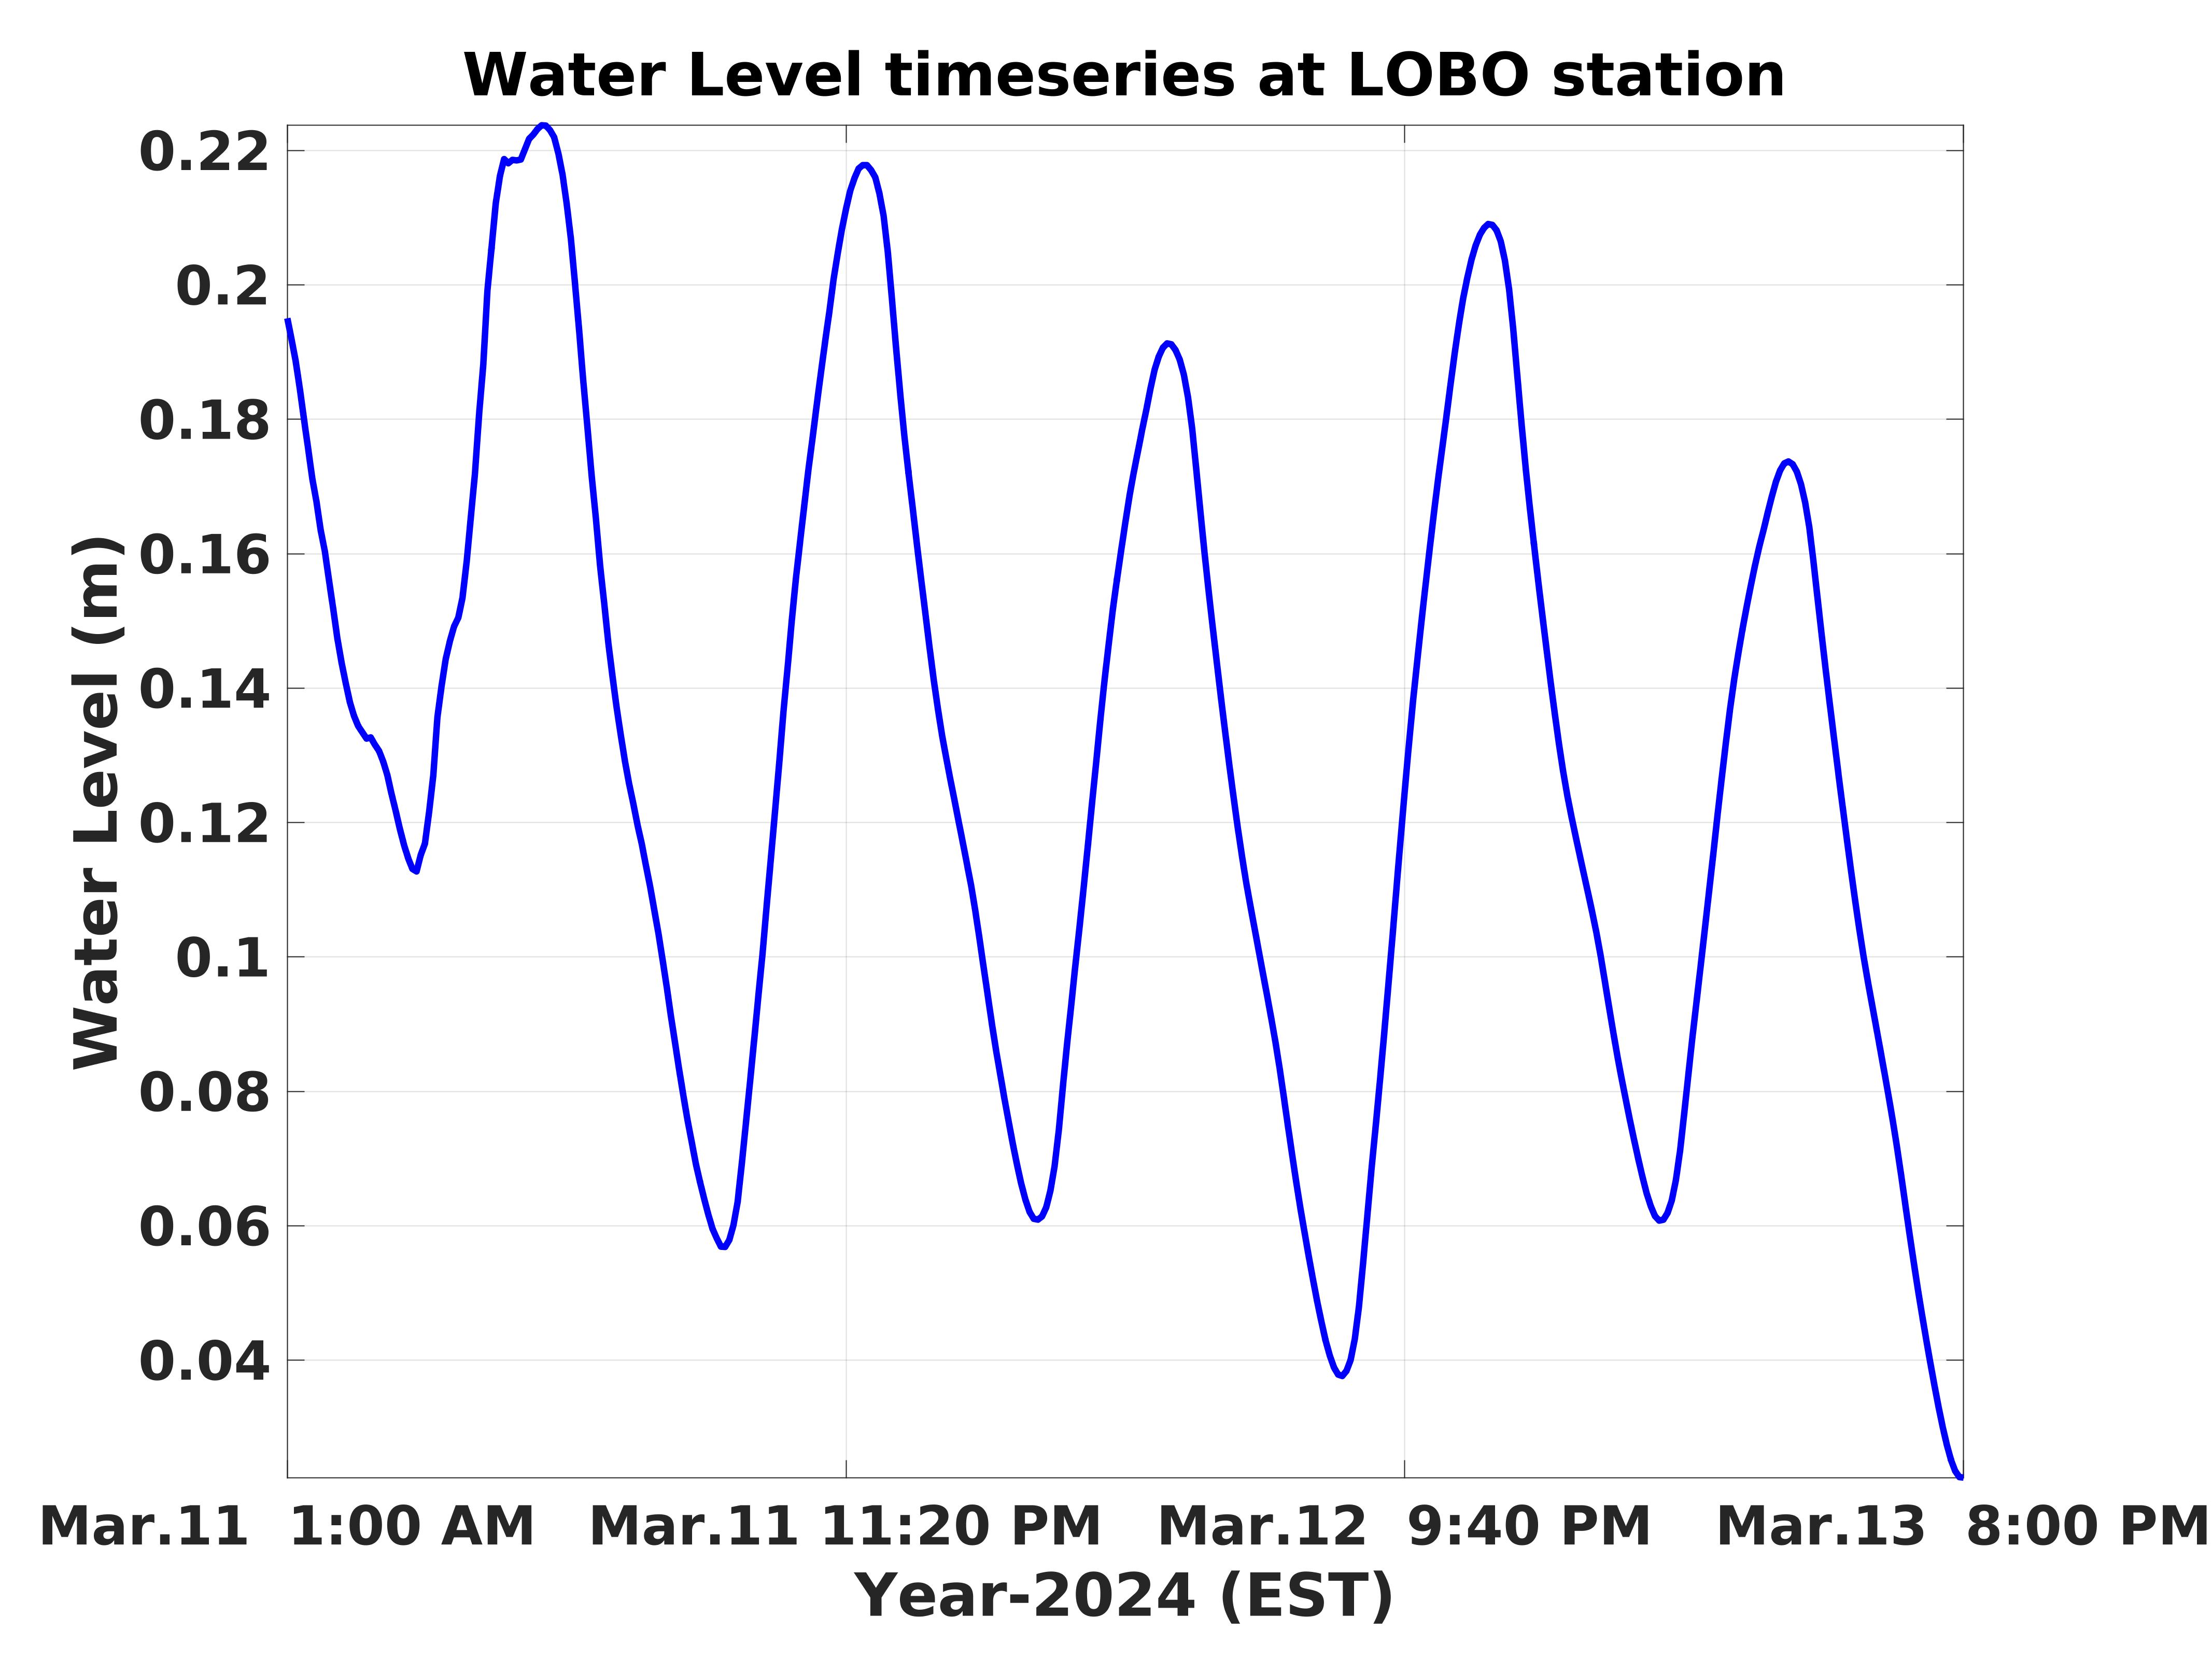 Water Level timeseries at LOBO station
Water Level (m)
0.22
0.2
0.18
0.16
0.14
0.12
0.1
0.08
0.06
0.04
Mar.11 1:00 AM Mar.11 11:20 PM Mar.12 9:40 PM Mar.13 8:00 PM
Year-2024 (EST)